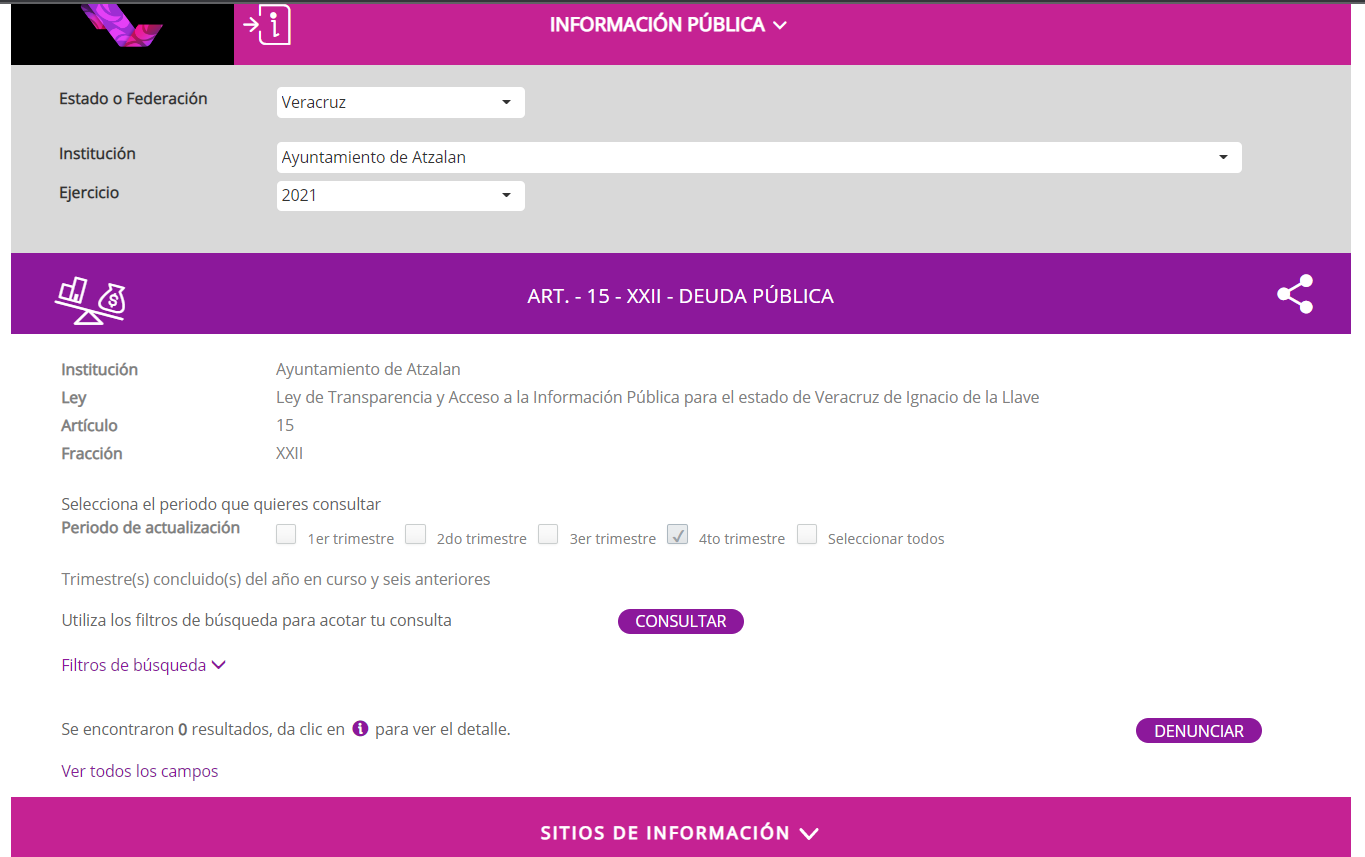 INFORMACIÓN PÚBLICA
Estado o Federación Veracruz
Institución Ayuntamiento de Atzalan
Ejercicio 2021
ART. - 15 - XXII - DEUDA PÚBLICA
Institución Ayuntamiento de Atzalan
Ley Ley de Transparencia y Acceso a la Información Pública para el estado de Veracruz de Ignacio de la Llave
Artículo 15
Fracción XXII
Selecciona el periodo que quieres consultar
Periodo de actualización 1er trimestre 2do trimestre 3er trimestre 4to trimestre Seleccionar todos
Trimestre(s) concluido(s) del año en curso y seis anteriores
Utiliza los filtros de búsqueda para acotar tu consulta CONSULTAR
Filtros de búsqueda
Se encontraron 0 resultados, da clic en i para ver el detalle. DENUNCIAR
Ver todos los campos
SITIOS DE INFORMACIÓN